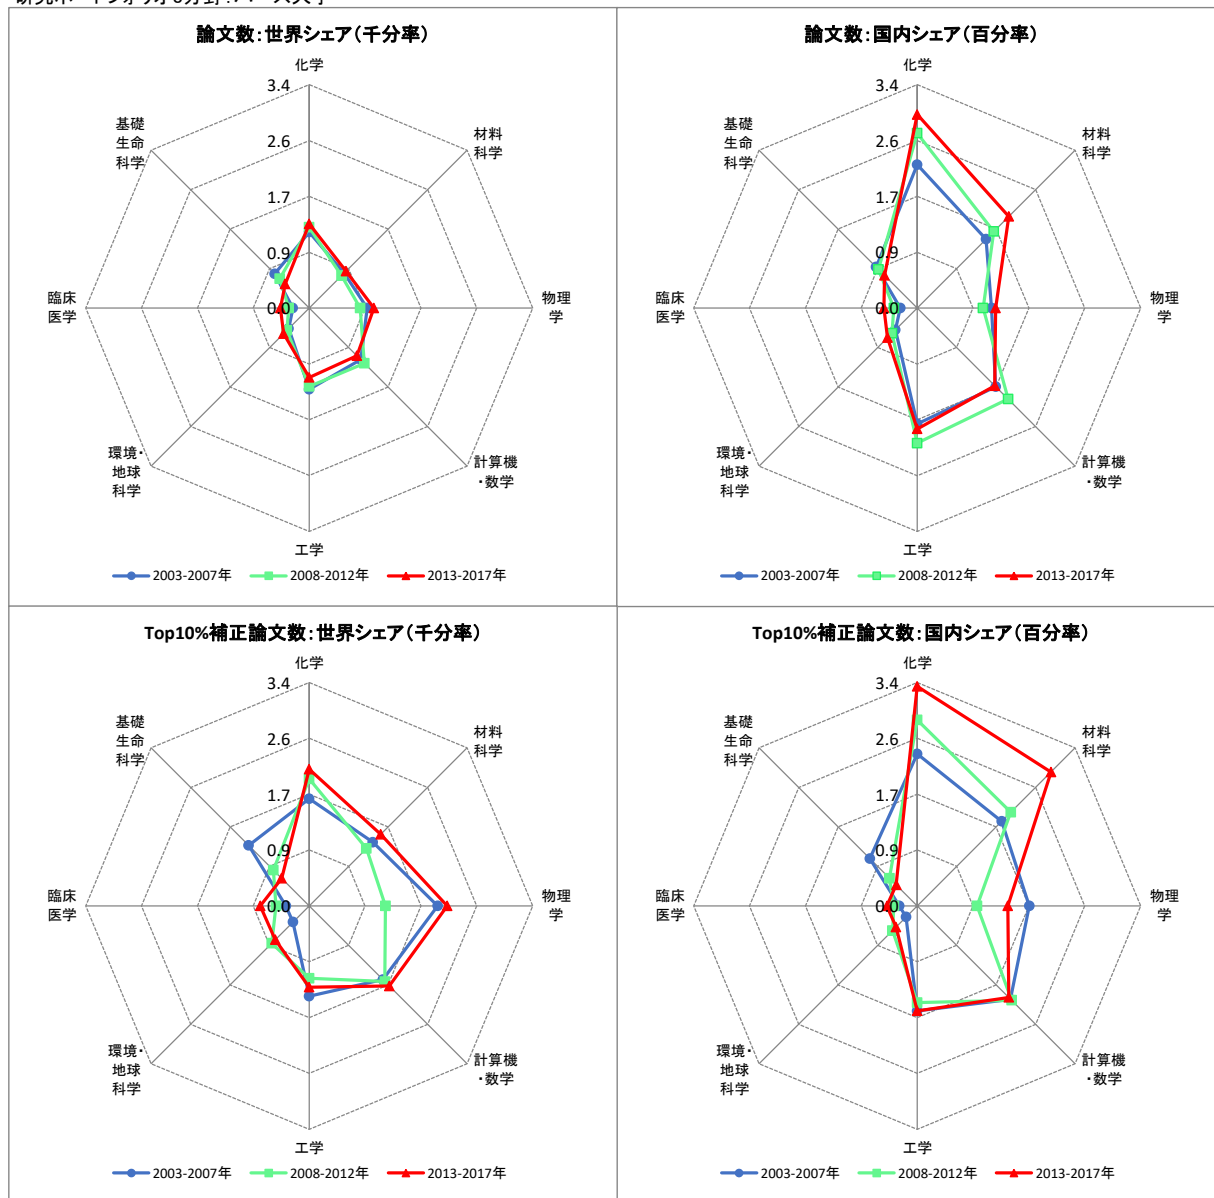 論文数：世界シェア（千分率）
化学
3.4
基礎
生命
科学
材料
科学
2.6
1.7
0.9
臨床
医学
0.0
物理
学
環境・
地球
科学
計算機
・数学
工学
2003-2007年 2008-2012年 2013-2017年
論文数：国内シェア（百分率）
化学
3.4
基礎
生命
科学
材料
科学
2.6
1.7
0.9
臨床
医学
0.0
物理
学
環境・
地球
科学
計算機
・数学
工学
2003-2007年 2008-2012年 2013-2017年
Top10%補正論文数：世界シェア（千分率）
化学
3.4
基礎
生命
科学
材料
科学
2.6
1.7
0.9
臨床
医学
0.0
物理
学
環境・
地球
科学
計算機
・数学
工学
2003-2007年 2008-2012年 2013-2017年
Top10%補正論文数：国内シェア（百分率）
化学
3.4
基礎
生命
科学
材料
科学
2.6
1.7
0.9
臨床
医学
0.0
物理
学
環境・
地球
科学
計算機
・数学
工学
2003-2007年 2008-2012年 2013-2017年